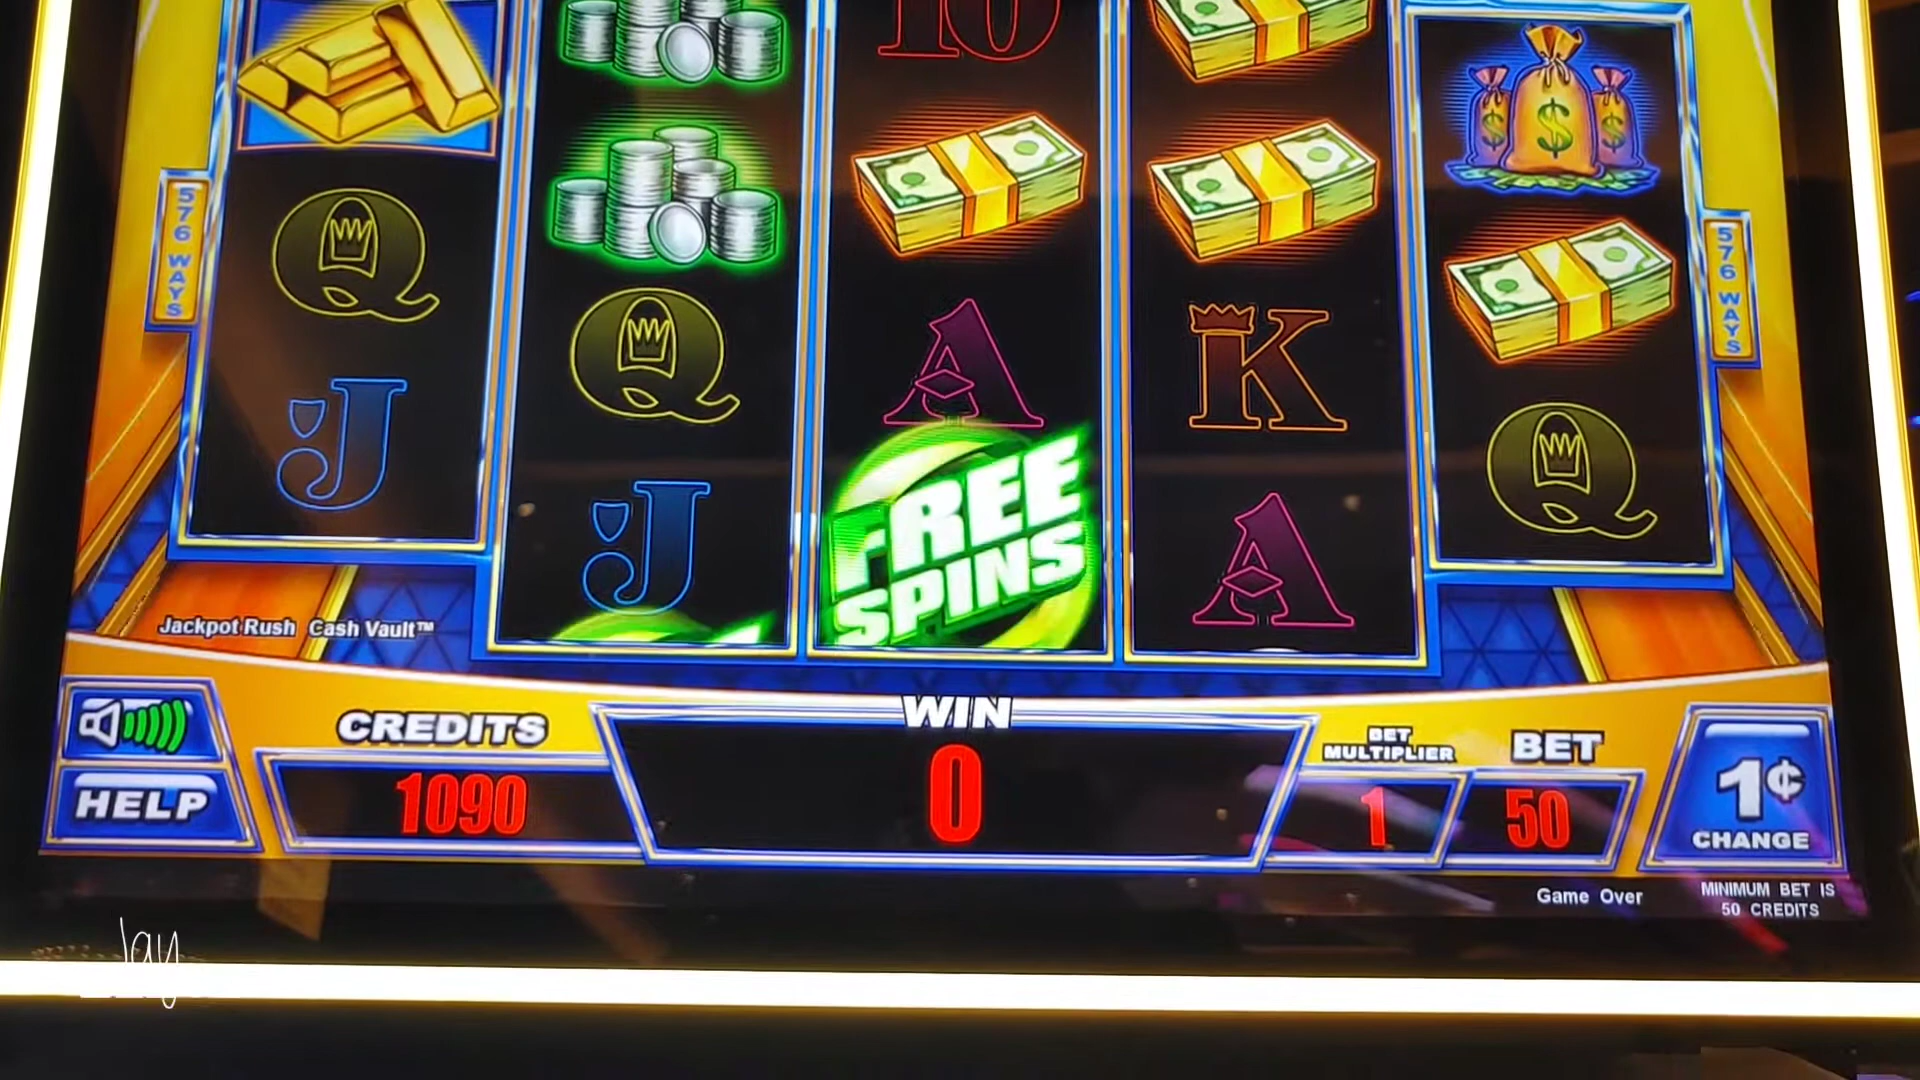 10
576 WAYS
576 WAYS
Q
J
Q
J
A
FREE
SPINS
K
A
$ $ $
Q
Jackpot Rush Cash Vault™
CREDITS
1090
WIN
0
BET
MULTIPLIER
1
BET
50
1¢
CHANGE
HELP
Game Over
MINIMUM BET IS
50 CREDITS
Jay